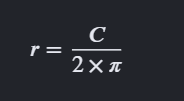 r = C / 2 × π